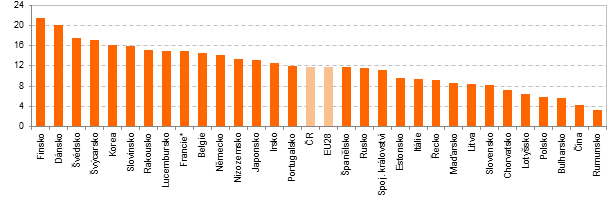 24
20
16
12
8
4
0
Finsko
Dánsko
Švédsko
Švýcarsko
Korea
Slovinsko
Rakousko
Lucembursko
Francie*
Belgie
Německo
Nizozemsko
Japonsko
Irsko
Portugalsko
ČR
EU28
Španělsko
Rusko
Spoj. království
Estonsko
Itálie
Řecko
Maďarsko
Litva
Slovensko
Chorvatsko
Lotyšsko
Polsko
Bulharsko
Čína
Rumunsko